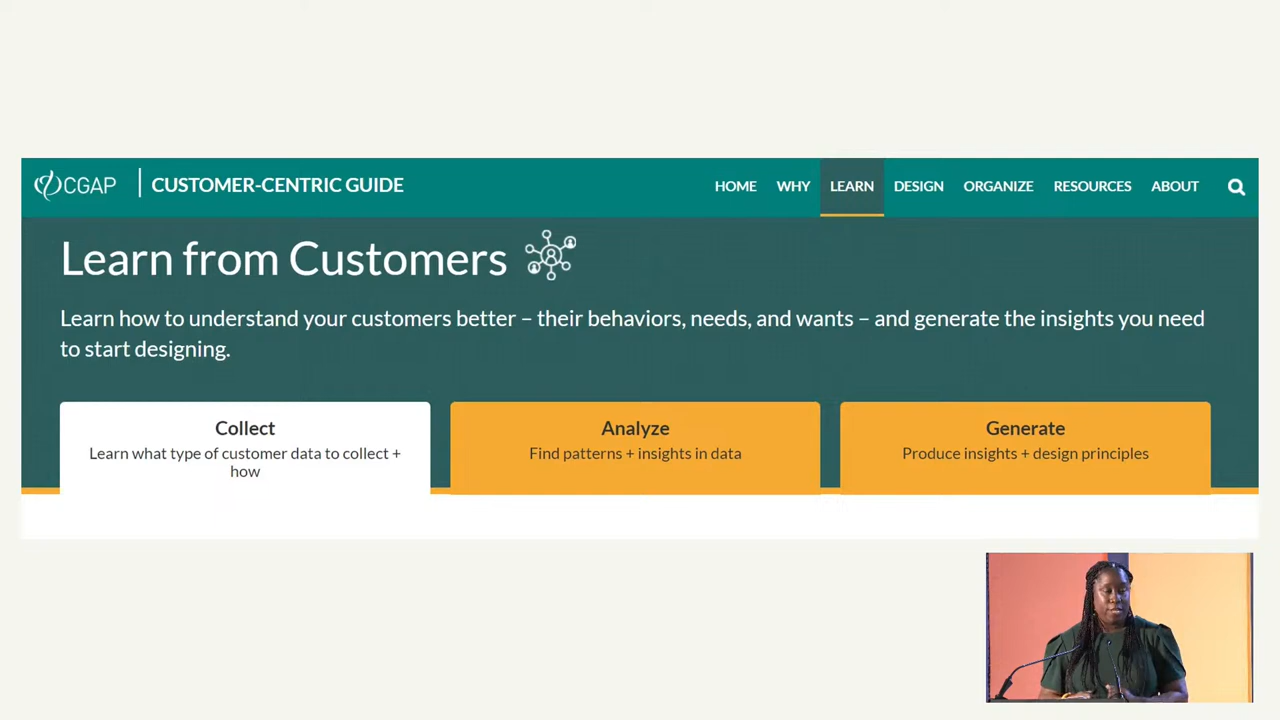 CGAP
CUSTOMER-CENTRIC GUIDE
HOME WHY LEARN DESIGN ORGANIZE RESOURCES ABOUT
Learn from Customers
Learn how to understand your customers better – their behaviors, needs, and wants – and generate the insights you need
to start designing.
Collect
Learn what type of customer data to collect +
how
Analyze
Find patterns + insights in data
Generate
Produce insights + design principles